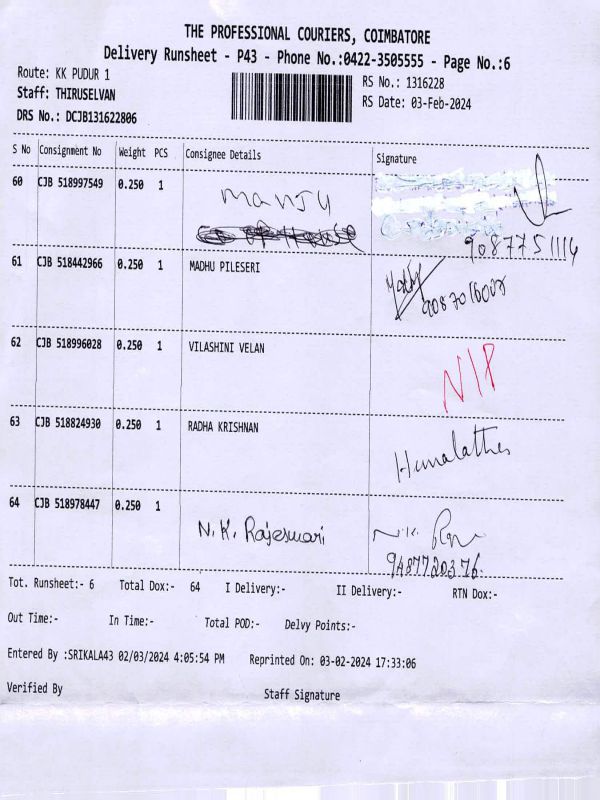 THE PROFESSIONAL COURIERS, COIMBATORE
Delivery Runsheet - P43 - Phone No.:0422-3505555 - Page No.:6
Route: KK PUDUR 1
RS No.: 1316228
Staff: THIRUSELVAN
RS Date: 03-Feb-2024
DRS No.: DCJB131622806
S No Consignment No Weight PCS Consignee Details Signature
60 CJB 518997549 0.250 1 MANJU
9087751114
61 CJB 518442966 0.250 1 MADHU PILESERI
62 CJB 518996028 0.250 1 VILASHINI VELAN
N/P
63 CJB 518824930 0.250 1 RADHA KRISHNAN
Hemalatha
64 CJB 518978447 0.250 1
N.K. Rajeswari N.K.
9487720376.
Tot. Runsheet:- 6 Total Dox:- 64 I Delivery:- II Delivery:- RTN Dox:-
Out Time:- In Time:- Total POD:- Delvy Points:-
Entered By :SRIKALA43 02/03/2024 4:05:54 PM Reprinted On: 03-02-2024 17:33:06
Verified By Staff Signature